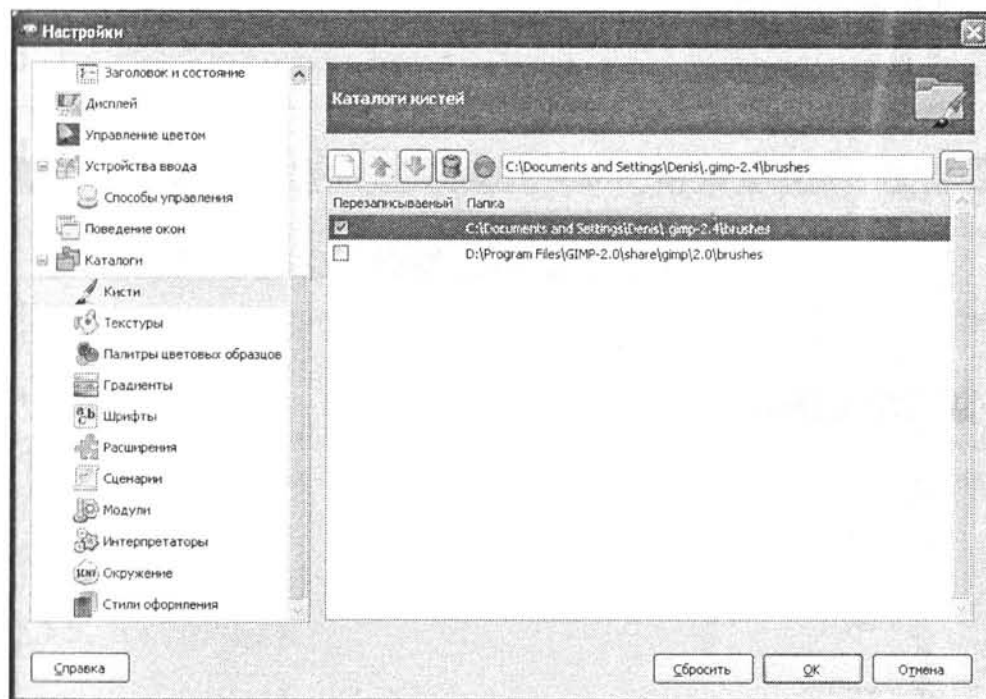 Настройки
Заголовок и состояние
Дисплей
Управление цветом
Устройства ввода
Способы управления
Поведение окон
Каталоги
Кисти
Текстуры
Палитры цветовых образцов
Градиенты
Шрифты
Расширения
Сценарии
Модули
Интерпретаторы
Окружение
Стили оформления
Каталоги кистей
C:\Documents and Settings\Denis\.gimp-2.4\brushes
Перезаписываемый Папка
C:\Documents and Settings\Denis\.gimp-2.4\brushes
D:\Program Files\GIMP-2.0\share\gimp\2.0\brushes
Справка
Сбросить
OK
Отмена